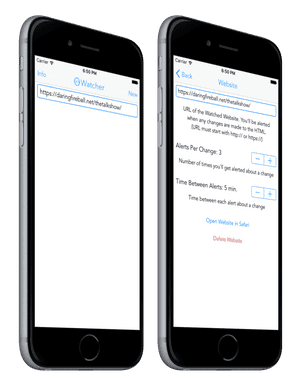 Carrier
6:00 PM
Info
@Watcher
New
https://daringfireball.net/thetalkshow/
Carrier
6:00 PM
Back
Website
https://daringfireball.net/thetalkshow/
URL of the Watched Website. You'll be alerted
when any changes are made to the HTML.
(URL must start with http:// or https://)
Alerts Per Change: 3
Number of times you'll get alerted about a change
Time Between Alerts: 5 min.
Time between each alert about a change
Open Website in Safari
Delete Website